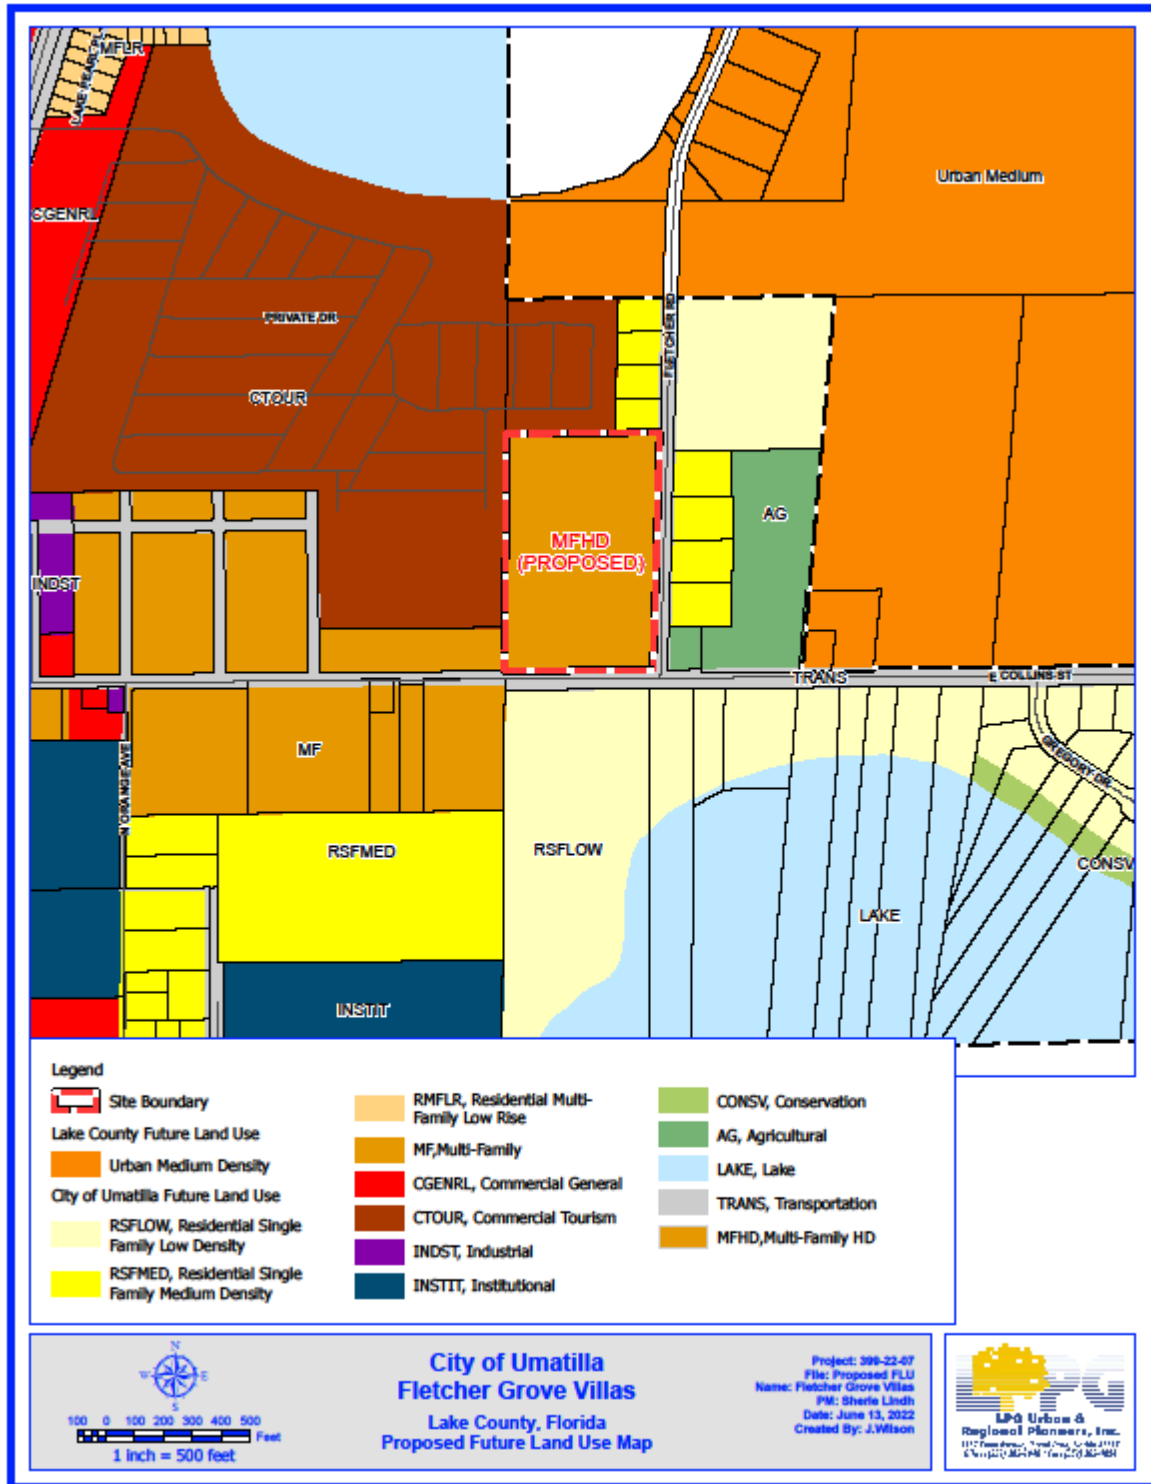 MFLR
LAKE PEARL PL
CGENRL
Urban Medium
PRIVATE DR
FLETCHER RD
CTOUR
AG
MFHD
(PROPOSED)
INDST
TRANS
E COLLINS ST
GREGORY DR
MF
N ORANGE AVE
RSFMED
RSFLOW
CONSV
LAKE
INSTIT
Legend
Site Boundary
Lake County Future Land Use
Urban Medium Density
City of Umatilla Future Land Use
RSFLOW, Residential Single
Family Low Density
RSFMED, Residential Single
Family Medium Density
RMFLR, Residential Multi-
Family Low Rise
MF,Multi-Family
CGENRL, Commercial General
CTOUR, Commercial Tourism
INDST, Industrial
INSTIT, Institutional
CONSV, Conservation
AG, Agricultural
LAKE, Lake
TRANS, Transportation
MFHD,Multi-Family HD
N
W E
S
100 0 100 200 300 400 500
Feet
1 inch = 500 feet
City of Umatilla
Fletcher Grove Villas
Lake County, Florida
Proposed Future Land Use Map
Project: 399-22-07
File: Proposed FLU
Name: Fletcher Grove Villas
PM: Sherie Lindh
Date: June 13, 2022
Created By: J.Wilson
PG
LPG Urban &
Regional Planners, Inc.